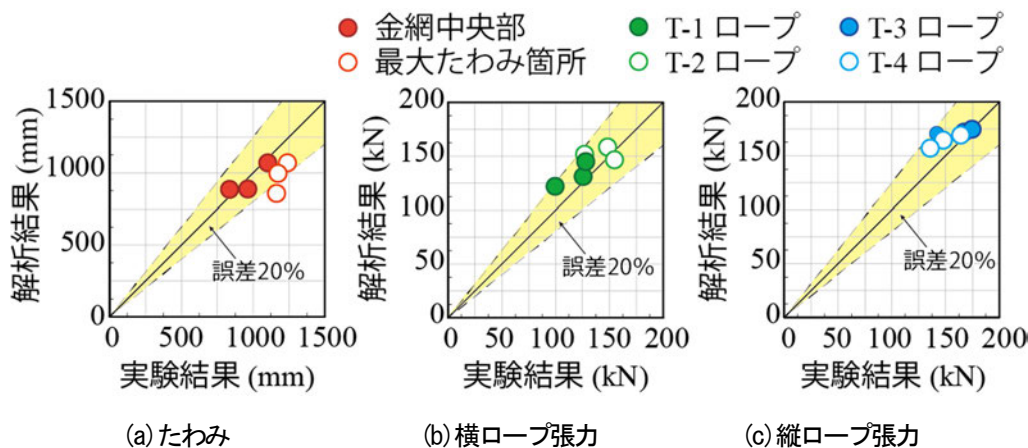 金網中央部
最大たわみ箇所
T-1 ロープ
T-2 ロープ
T-3 ロープ
T-4 ロープ
1500
1000
500
0
解析結果 (mm)
誤差20%
0 500 1000 1500
実験結果 (mm)
(a) たわみ
200
150
100
50
0
解析結果 (kN)
誤差20%
0 50 100 150 200
実験結果 (kN)
(b) 横ロープ張力
200
150
100
50
0
解析結果 (kN)
誤差20%
0 50 100 150 200
実験結果 (kN)
(c) 縦ロープ張力